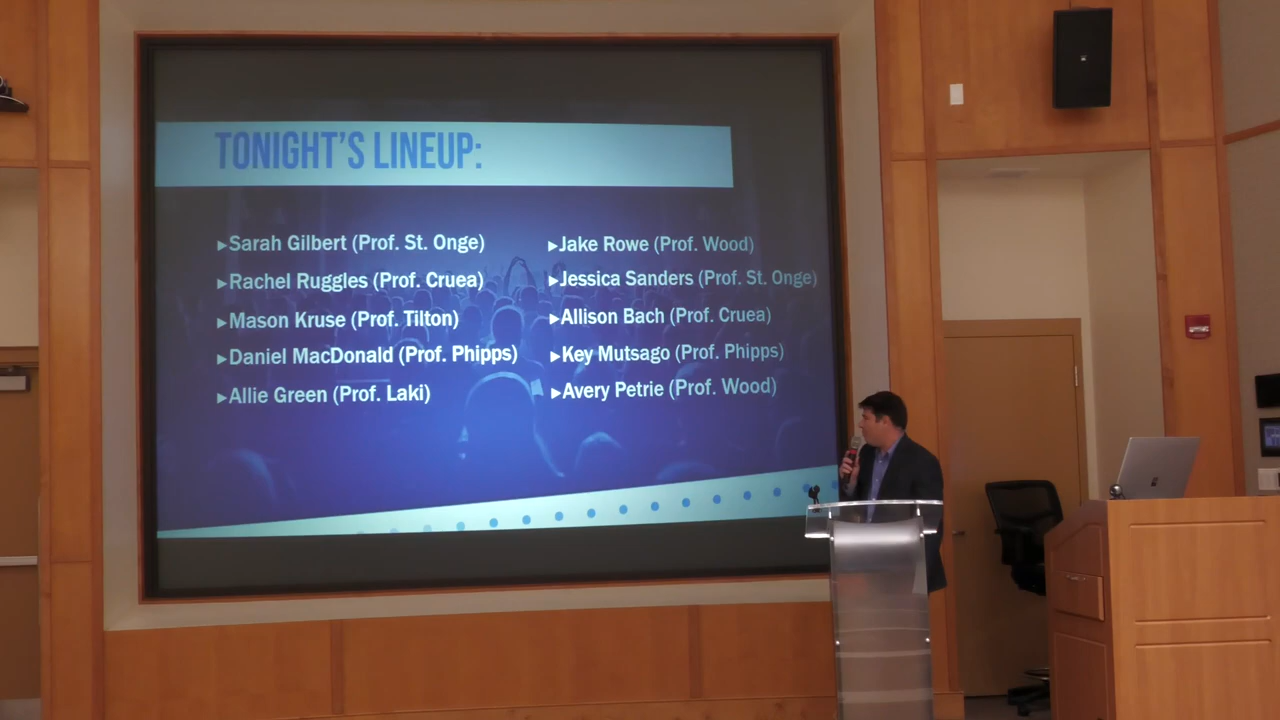 TONIGHT'S LINEUP:
▸Sarah Gilbert (Prof. St. Onge)
▸Rachel Ruggles (Prof. Cruea)
▸Mason Kruse (Prof. Tilton)
▸Daniel MacDonald (Prof. Phipps)
▸Allie Green (Prof. Laki)
▸Jake Rowe (Prof. Wood)
▸Jessica Sanders (Prof. St. Onge)
▸Allison Bach (Prof. Cruea)
▸Key Mutsago (Prof. Phipps)
▸Avery Petrie (Prof. Wood)